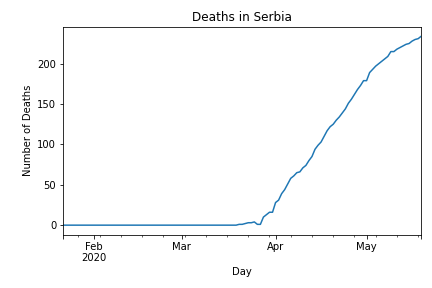 Deaths in Serbia
Number of Deaths
200
150
100
50
0
Feb
2020
Mar
Apr
May
Day